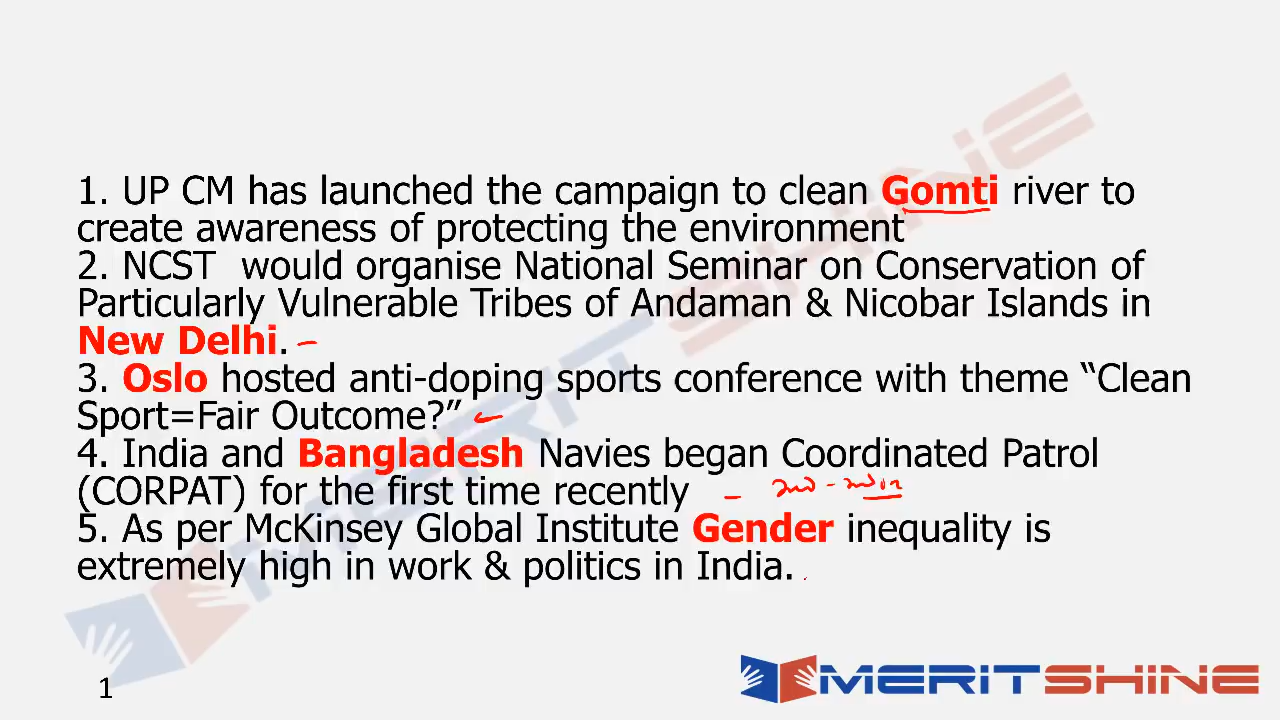 1. UP CM has launched the campaign to clean Gomti river to
create awareness of protecting the environment
2. NCST would organise National Seminar on Conservation of
Particularly Vulnerable Tribes of Andaman & Nicobar Islands in
New Delhi.
3. Oslo hosted anti-doping sports conference with theme “Clean
Sport=Fair Outcome?”
4. India and Bangladesh Navies began Coordinated Patrol
(CORPAT) for the first time recently
5. As per McKinsey Global Institute Gender inequality is
extremely high in work & politics in India.
1
MERITSHINE
MERITSHINE